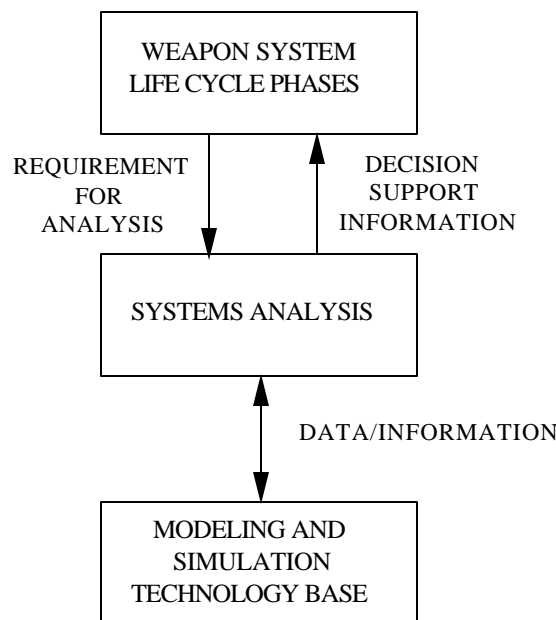 WEAPON SYSTEM
LIFE CYCLE PHASES
REQUIREMENT
FOR
ANALYSIS
DECISION
SUPPORT
INFORMATION
SYSTEMS ANALYSIS
DATA/INFORMATION
MODELING AND
SIMULATION
TECHNOLOGY BASE